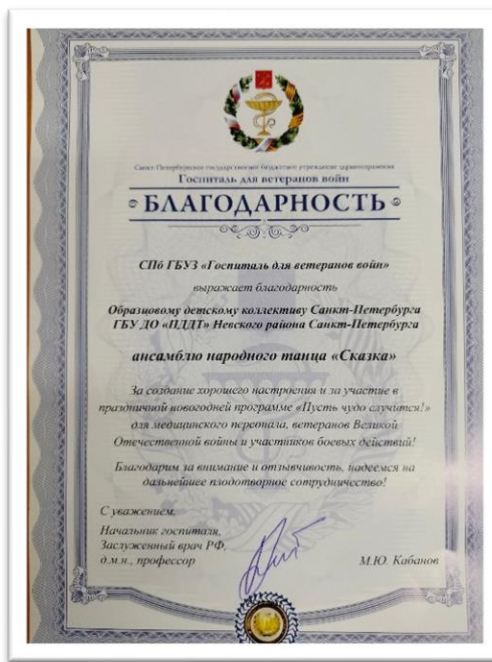 Санкт-Петербургское государственное бюджетное учреждение здравоохранения
Госпиталь для ветеранов войн
БЛАГОДАРНОСТЬ
СПб ГБУЗ «Госпиталь для ветеранов войн»
выражает благодарность
Образцовому детскому коллективу Санкт-Петербурга
ГБУ ДО «ПДДТ» Невского района Санкт-Петербурга
ансамблю народного танца «Сказка»
За создание хорошего настроения и за участие в
праздничной новогодней программе «Пусть чудо случится!»
для медицинского персонала, ветеранов Великой
Отечественной войны и участников боевых действий!
Благодарим за внимание и отзывчивость, надеемся на
дальнейшее плодотворное сотрудничество!
С уважением,
Начальник госпиталя,
Заслуженный врач РФ,
д.м.н., профессор
М.Ю. Кабанов